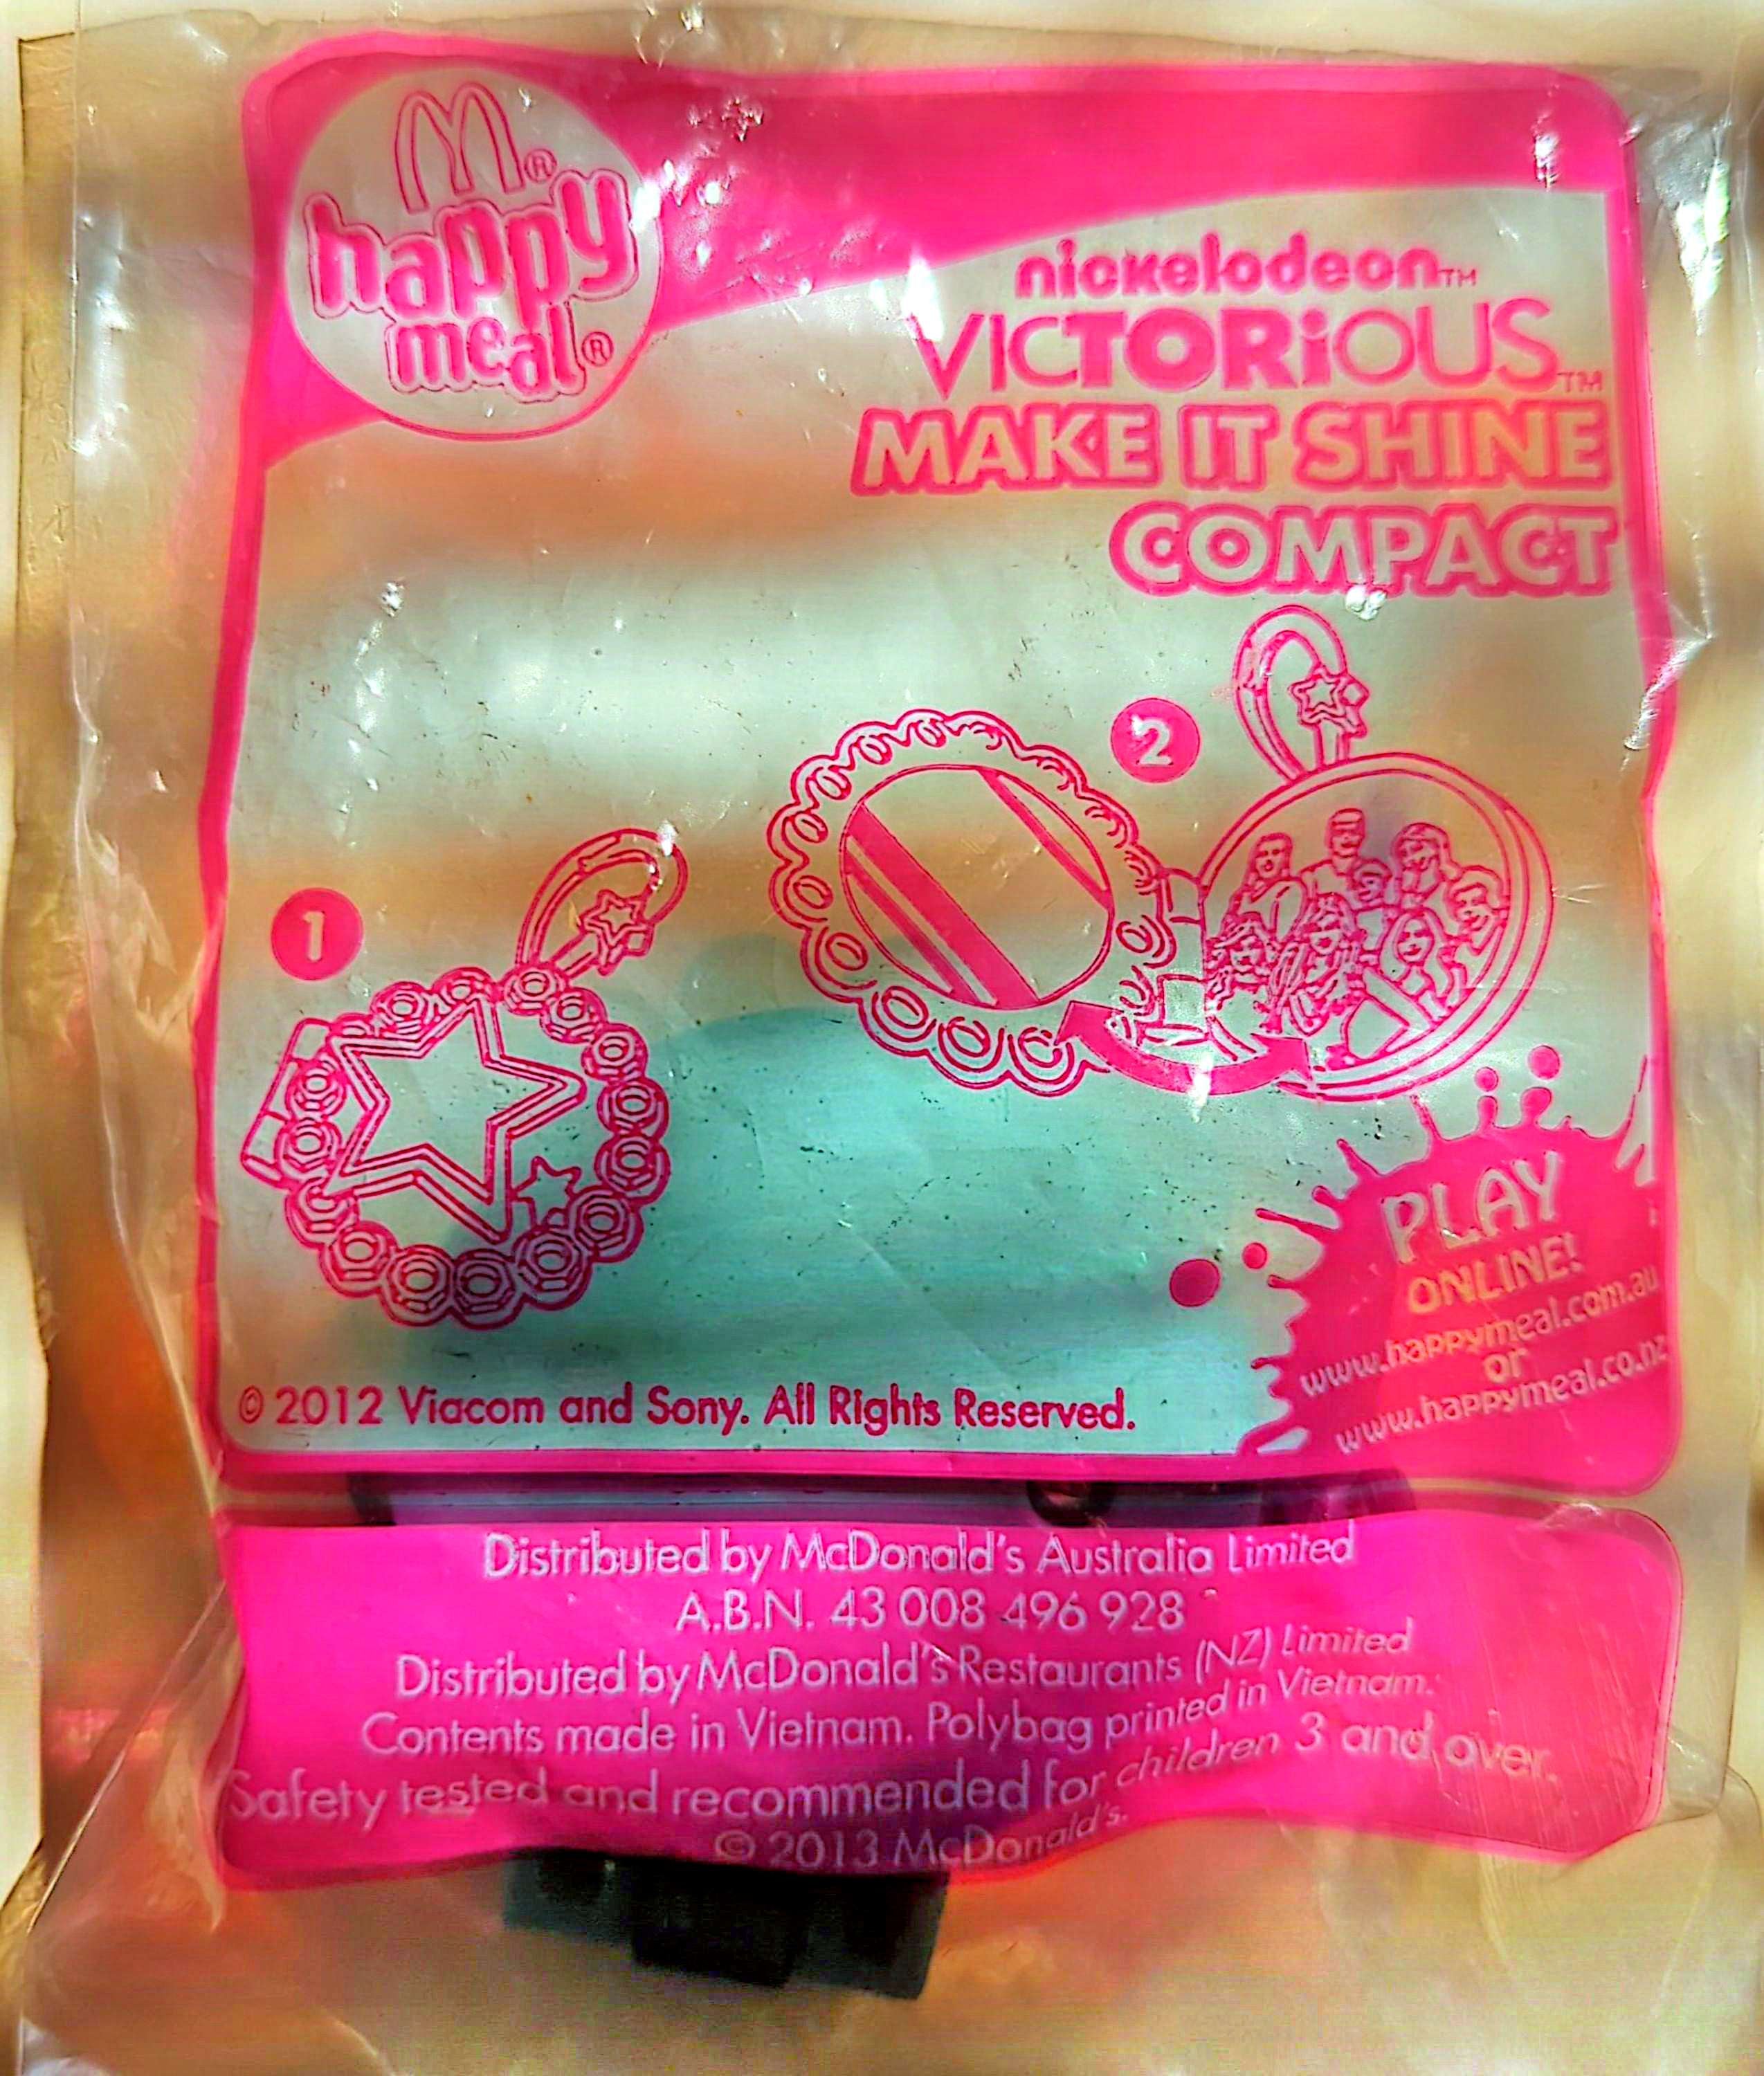 M®
happy
meal®
nickelodeon™
VICTORiOUS™
MAKE IT SHINE
COMPACT
2
1
PLAY
ONLINE!
www.happymeal.com.au
or
www.happymeal.co.nz
© 2012 Viacom and Sony. All Rights Reserved.
Distributed by McDonald's Australia Limited
A.B.N. 43 008 496 928
Distributed by McDonald's Restaurants (NZ) Limited
Contents made in Vietnam. Polybag printed in Vietnam.
Safety tested and recommended for children 3 and over.
© 2013 McDonald's.